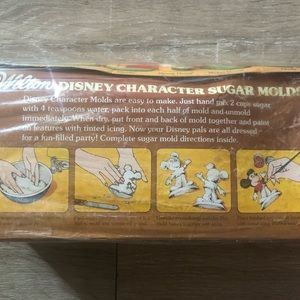 Wilton DISNEY CHARACTER SUGAR MOLDS
Disney Character Molds are easy to make. Just hand mix 2 cups sugar
with 4 teaspoons water, pack into each half of mold and unmold
immediately. When dry, put front and back of mold together and paint
on features with tinted icing. Now your Disney pals are all dressed
for a fun-filled party! Complete sugar mold directions inside.